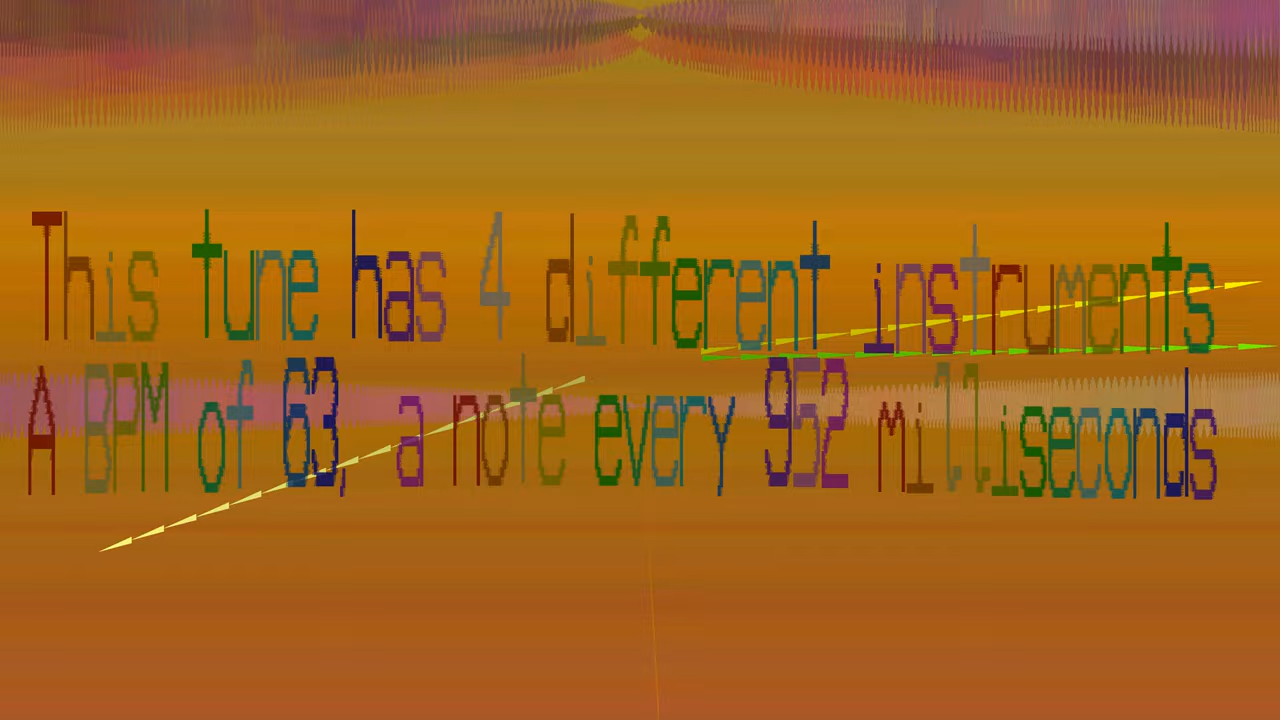 This tune has 4 different instruments
A BPM of 63, a note every 952 milliseconds